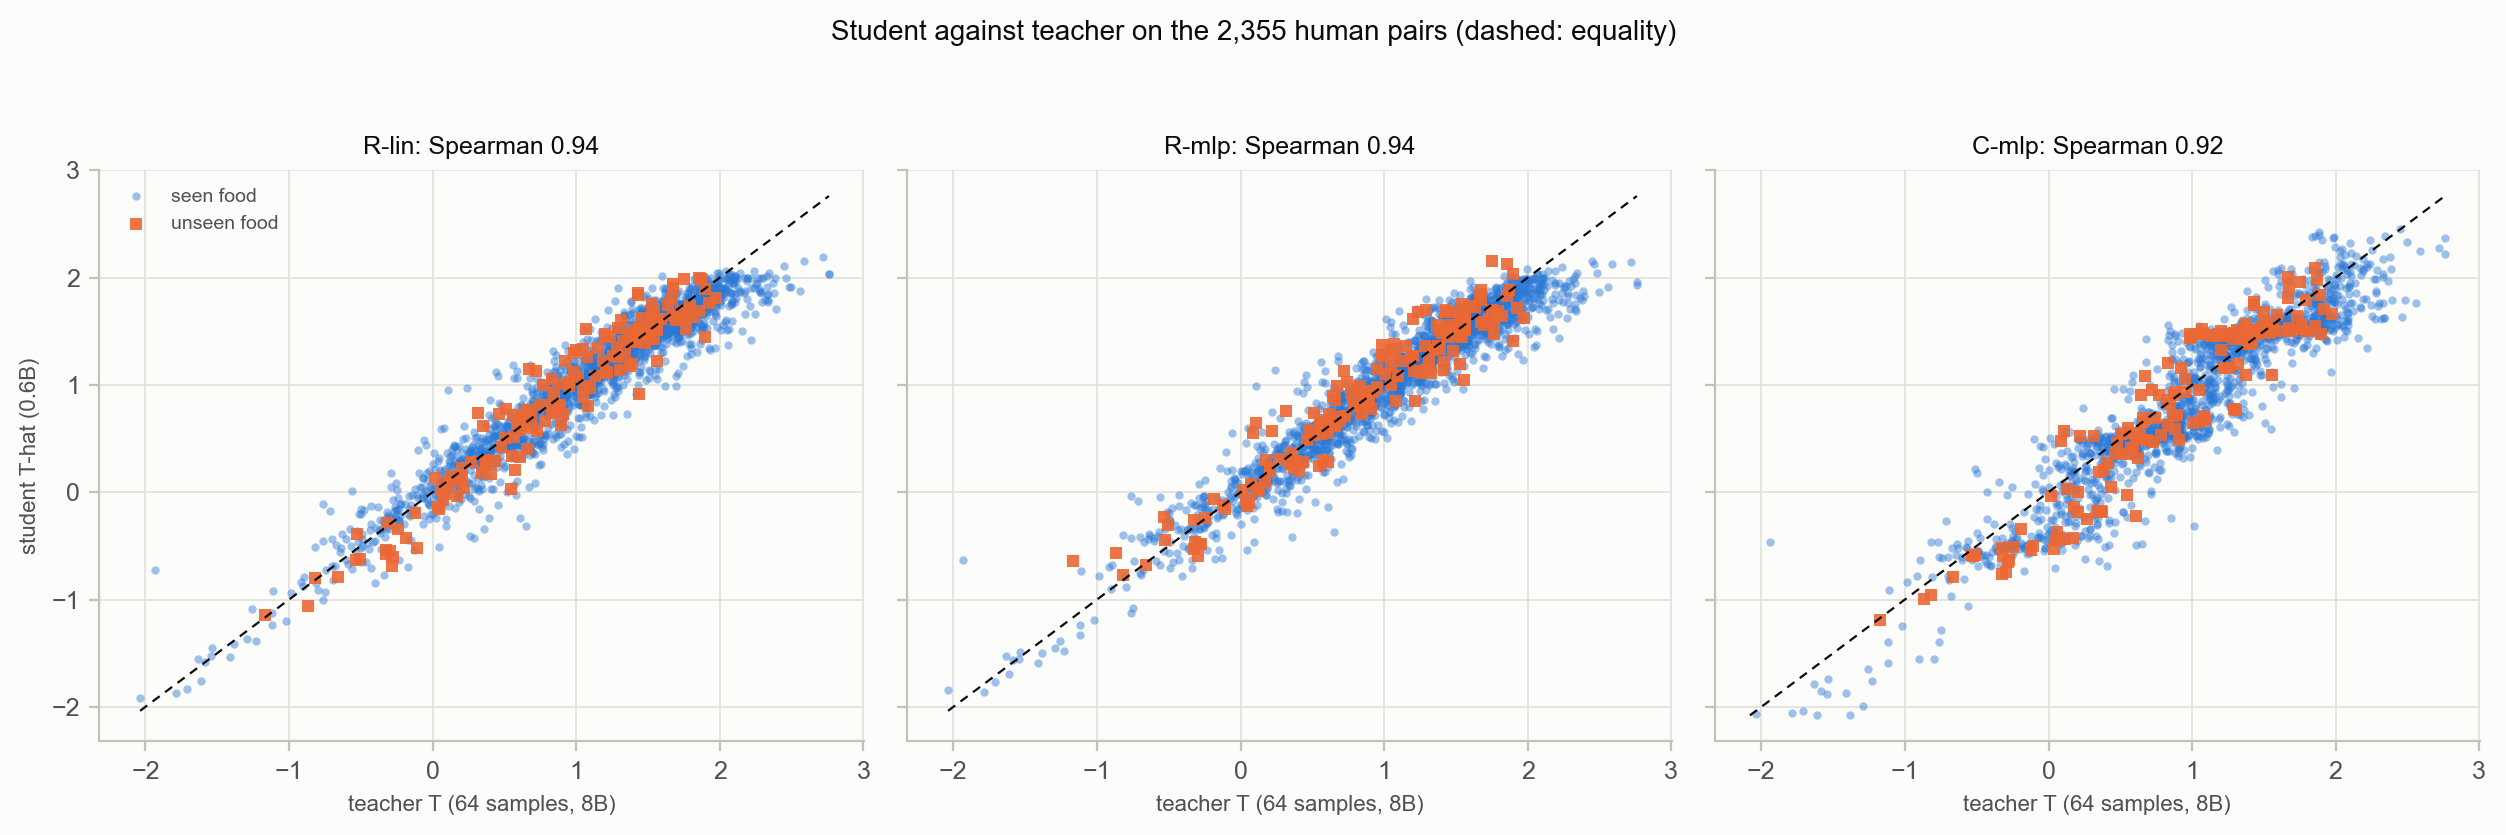 Student against teacher on the 2,355 human pairs (dashed: equality)
R-lin: Spearman 0.94
R-mlp: Spearman 0.94
C-mlp: Spearman 0.92
seen food
unseen food
student T-hat (0.6B)
3
2
1
0
−1
−2
−2 −1 0 1 2 3
−2 −1 0 1 2 3
−2 −1 0 1 2 3
teacher T (64 samples, 8B)
teacher T (64 samples, 8B)
teacher T (64 samples, 8B)